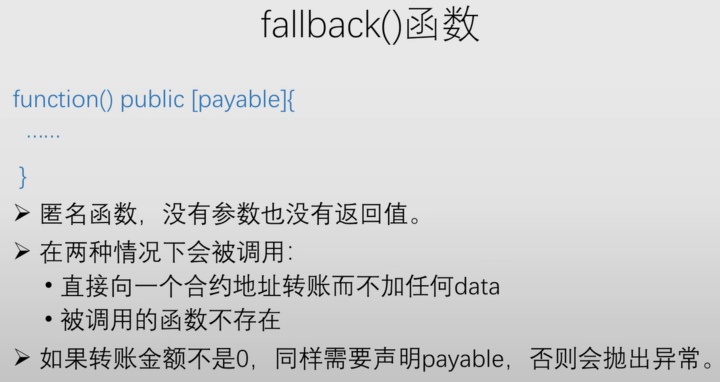 fallback()函数
function() public [payable]{
……
}
➢ 匿名函数，没有参数也没有返回值。
➢ 在两种情况下会被调用：
• 直接向一个合约地址转账而不加任何data
• 被调用的函数不存在
➢ 如果转账金额不是0，同样需要声明payable，否则会抛出异常。